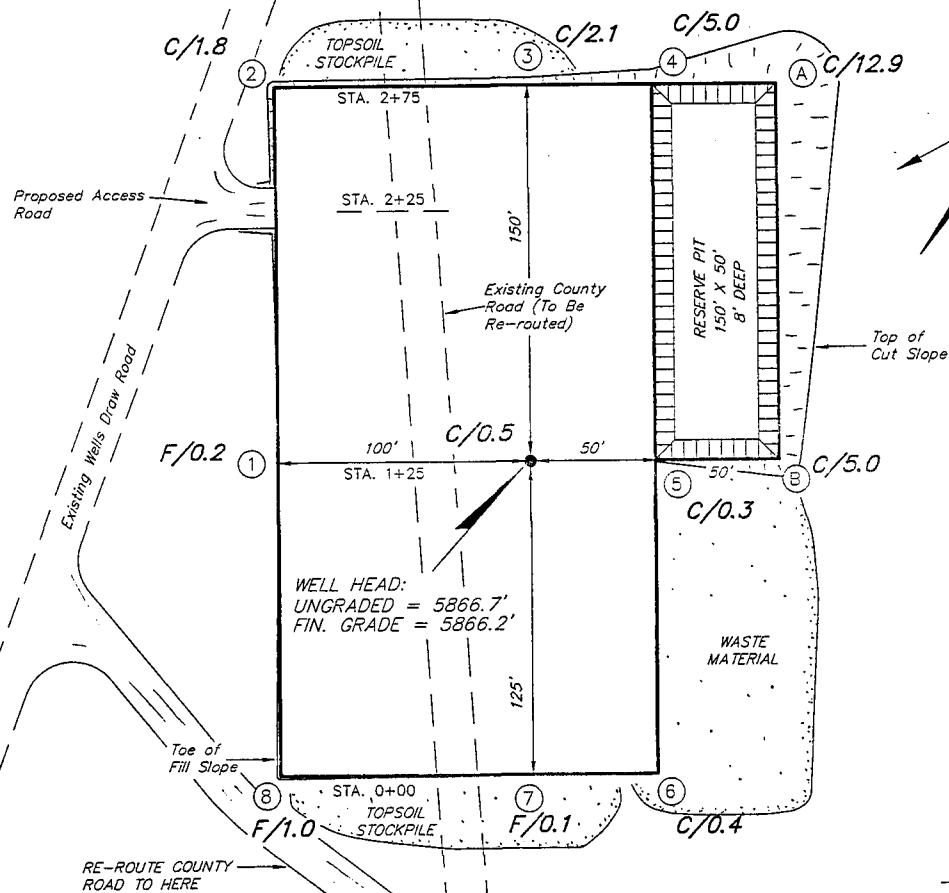 C/5.0
C/1.8
TOPSOIL
STOCKPILE
3
C/2.1
4
A
C/12.9
2
STA. 2+75
Proposed Access
Road
STA. 2+25
150'
Existing County
Road (To Be
Re-routed)
RESERVE PIT
150' X 50'
8' DEEP
Top of
Cut Slope
Existing Wells Draw Road
C/0.5
F/0.2
1
100'
50'
STA. 1+25
50'
B
C/5.0
5
C/0.3
WELL HEAD:
UNGRADED = 5866.7'
FIN. GRADE = 5866.2'
WASTE
MATERIAL
125'
Toe of
Fill Slope
8
STA. 0+00
7
6
F/1.0
TOPSOIL
STOCKPILE
F/0.1
C/0.4
RE-ROUTE COUNTY
ROAD TO HERE